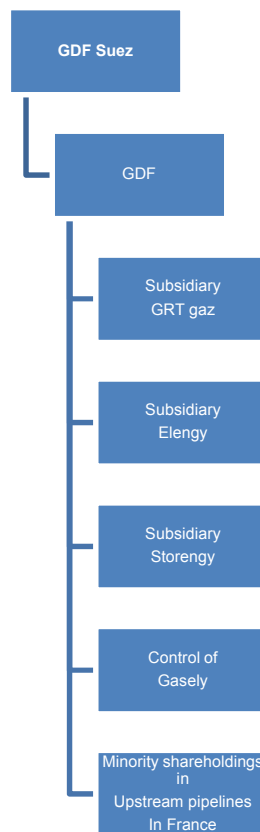 GDF Suez
GDF
Subsidiary
GRT gaz
Subsidiary
Elengy
Subsidiary
Storengy
Control of
Gasely
Minority shareholdings
in
Upstream pipelines
In France